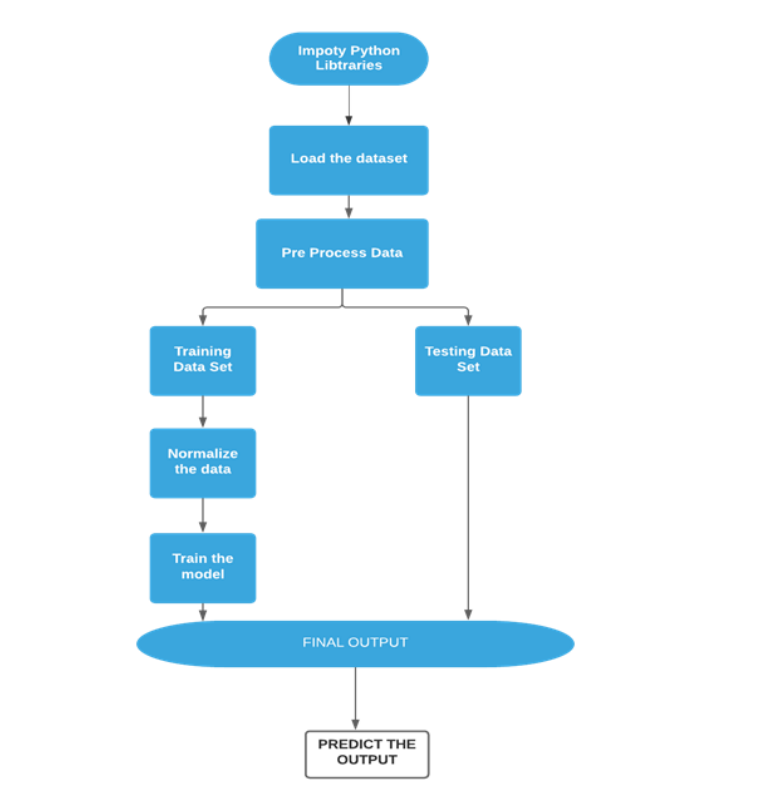 Impoty Python
Libtraries
Load the dataset
Pre Process Data
Training
Data Set
Testing Data
Set
Normalize
the data
Train the
model
FINAL OUTPUT
PREDICT THE
OUTPUT